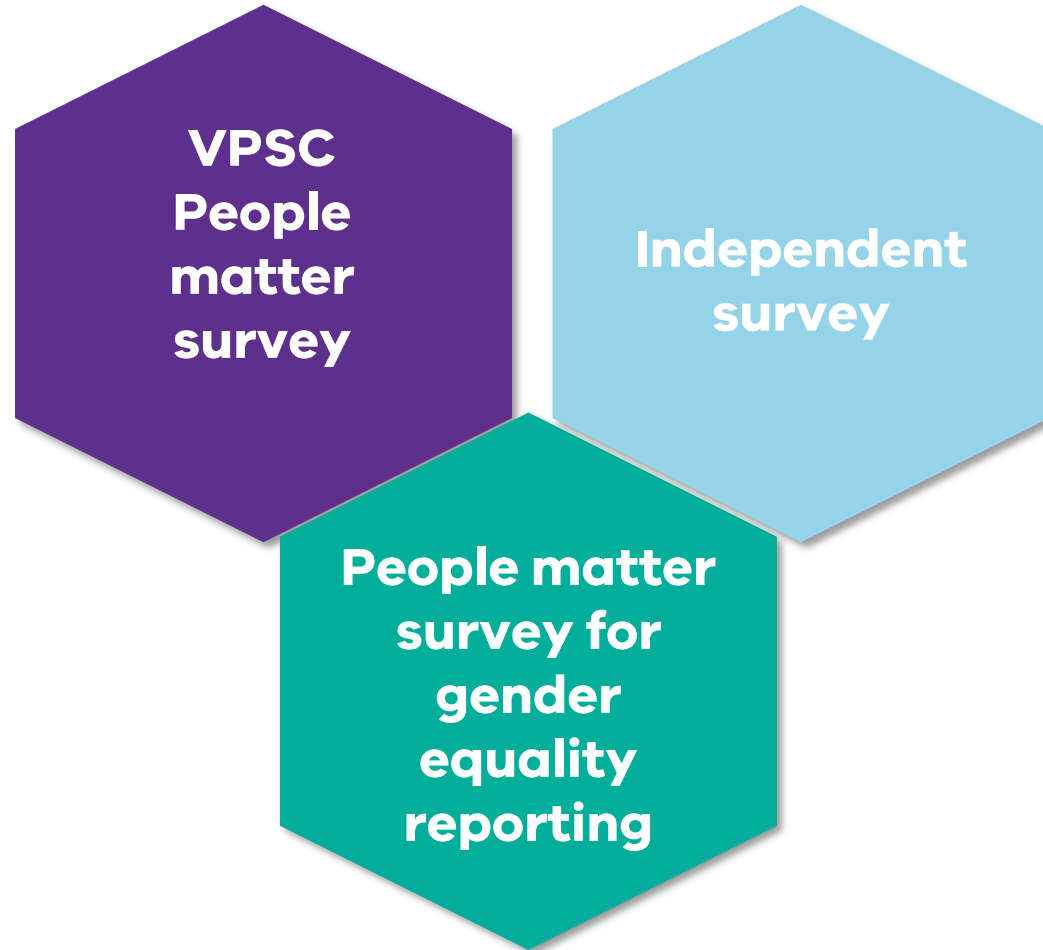 VPSC
People
matter
survey
Independent
survey
People matter
survey for
gender
equality
reporting